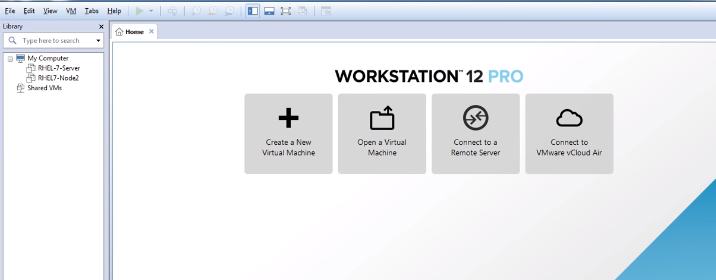 File Edit View VM Tabs Help
Library
Type here to search
My Computer
RHEL-7-Server
RHEL7-Node2
Shared VMs
Home
WORKSTATION™ 12 PRO
Create a New
Virtual Machine
Open a Virtual
Machine
Connect to a
Remote Server
Connect to
VMware vCloud Air